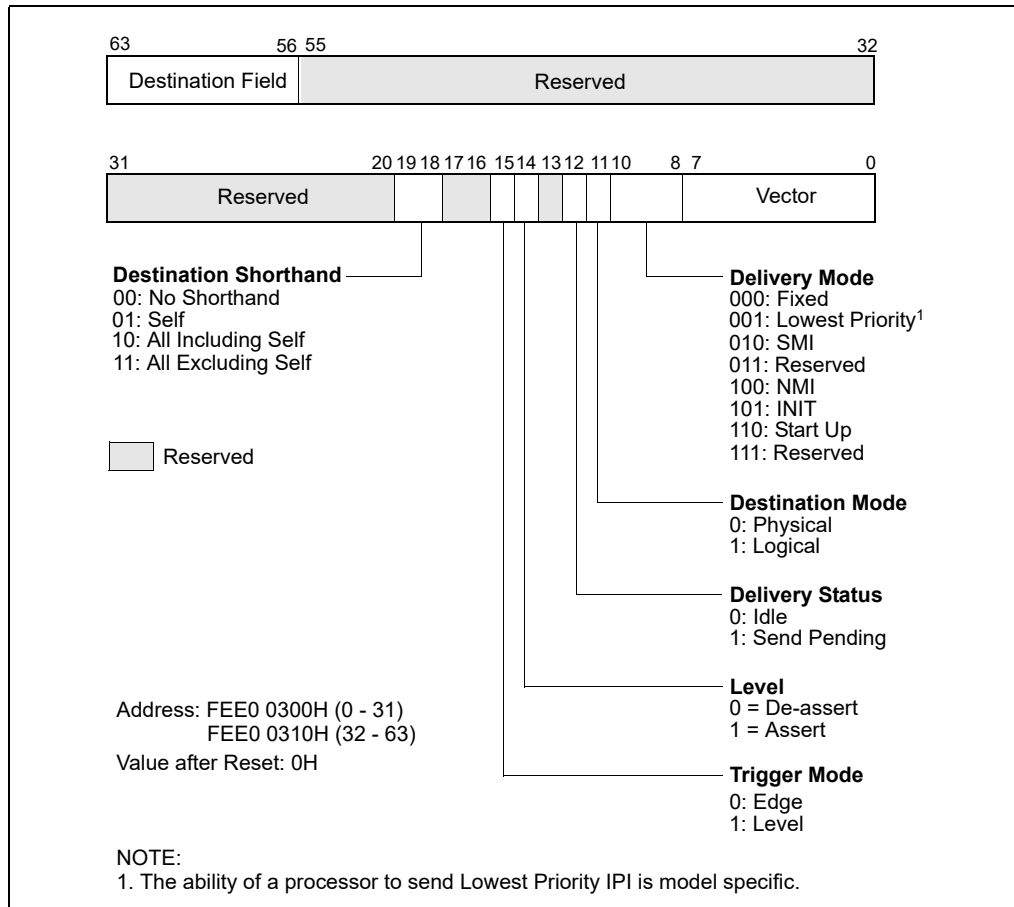 63 56 55 32
Destination Field Reserved
31 20 19 18 17 16 15 14 13 12 11 10 8 7 0
Reserved Vector
Destination Shorthand
00: No Shorthand
01: Self
10: All Including Self
11: All Excluding Self
Reserved
Delivery Mode
000: Fixed
001: Lowest Priority1
010: SMI
011: Reserved
100: NMI
101: INIT
110: Start Up
111: Reserved
Destination Mode
0: Physical
1: Logical
Delivery Status
0: Idle
1: Send Pending
Level
0 = De-assert
1 = Assert
Trigger Mode
0: Edge
1: Level
Address: FEE0 0300H (0 - 31)
FEE0 0310H (32 - 63)
Value after Reset: 0H
NOTE:
1. The ability of a processor to send Lowest Priority IPI is model specific.